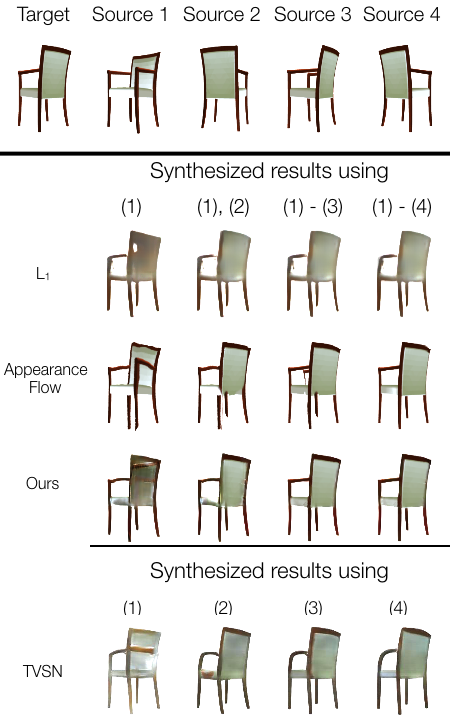 Target Source 1 Source 2 Source 3 Source 4
Synthesized results using
(1) (1), (2) (1) - (3) (1) - (4)
L₁
Appearance
Flow
Ours
Synthesized results using
(1) (2) (3) (4)
TVSN